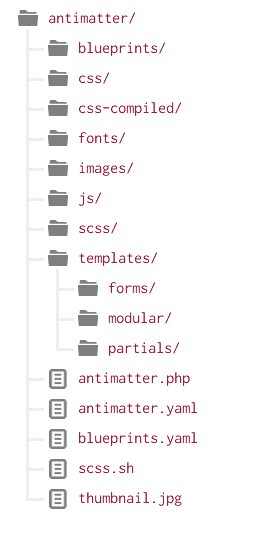 antimatter/
blueprints/
css/
css-compiled/
fonts/
images/
js/
scss/
templates/
forms/
modular/
partials/
antimatter.php
antimatter.yaml
blueprints.yaml
scss.sh
thumbnail.jpg